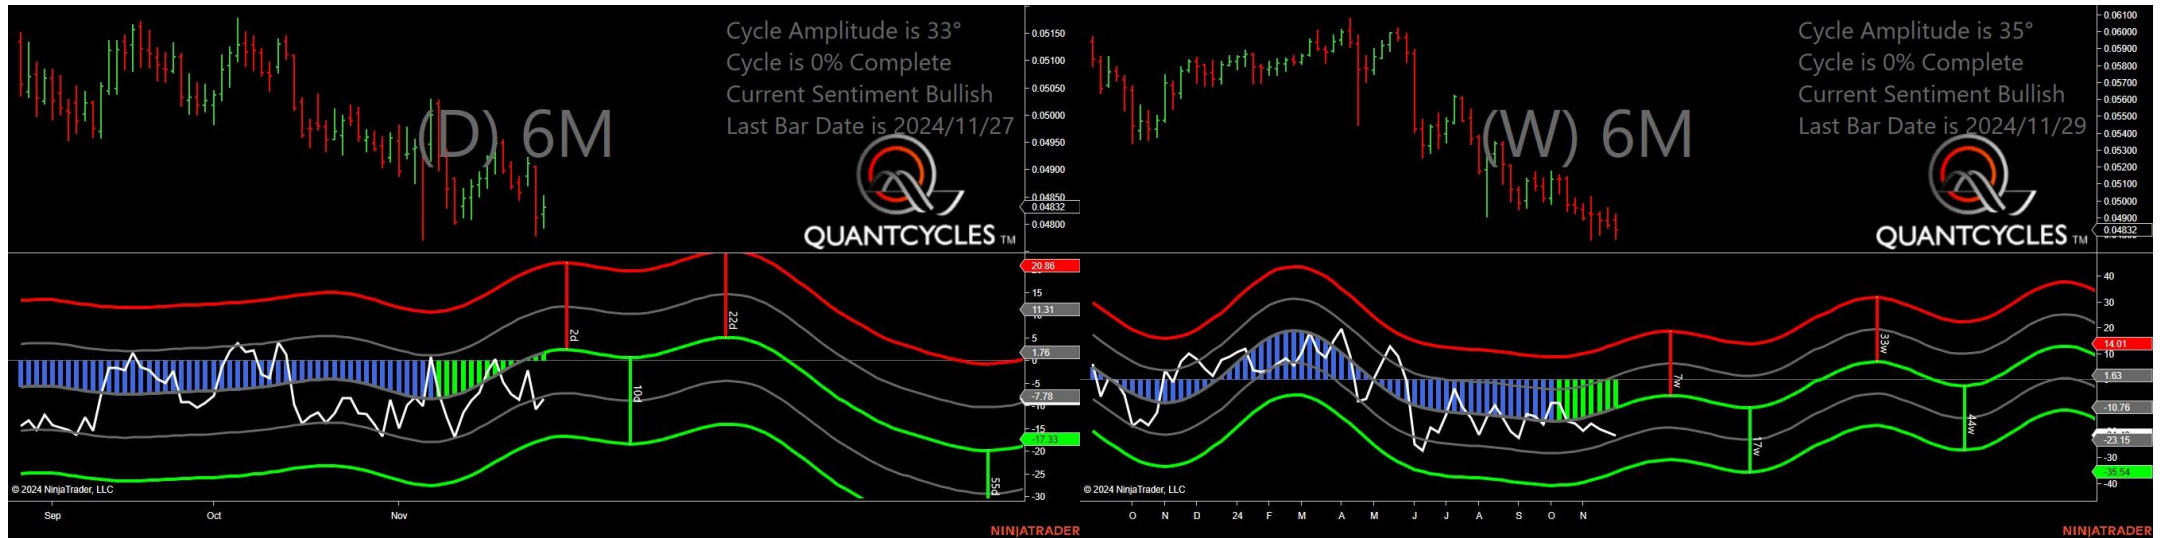 Cycle Amplitude is 33°
Cycle is 0% Complete
Current Sentiment Bullish
Last Bar Date is 2024/11/27
(D) 6M
QUANTCYCLES TM
0.05150
0.05100
0.05050
0.05000
0.04950
0.04900
0.04850
0.04832
0.04800
20.86
15
11.31
5
1.76
0
-5
-7.78
-10
-15
-17.33
-20
-25
-30
2d
10d
22d
55d
© 2024 NinjaTrader, LLC
Sep
Oct
Nov
NINJATRADER
Cycle Amplitude is 35°
Cycle is 0% Complete
Current Sentiment Bullish
Last Bar Date is 2024/11/29
(W) 6M
QUANTCYCLES TM
0.06100
0.06000
0.05900
0.05800
0.05700
0.05600
0.05500
0.05400
0.05300
0.05200
0.05100
0.05000
0.04900
0.04832
40
30
20
14.01
10
1.63
-10.76
-23.15
-30
-35.54
-40
7w
17w
33w
44w
© 2024 NinjaTrader, LLC
O N D 24 F M A M J J A S O N
NINJATRADER